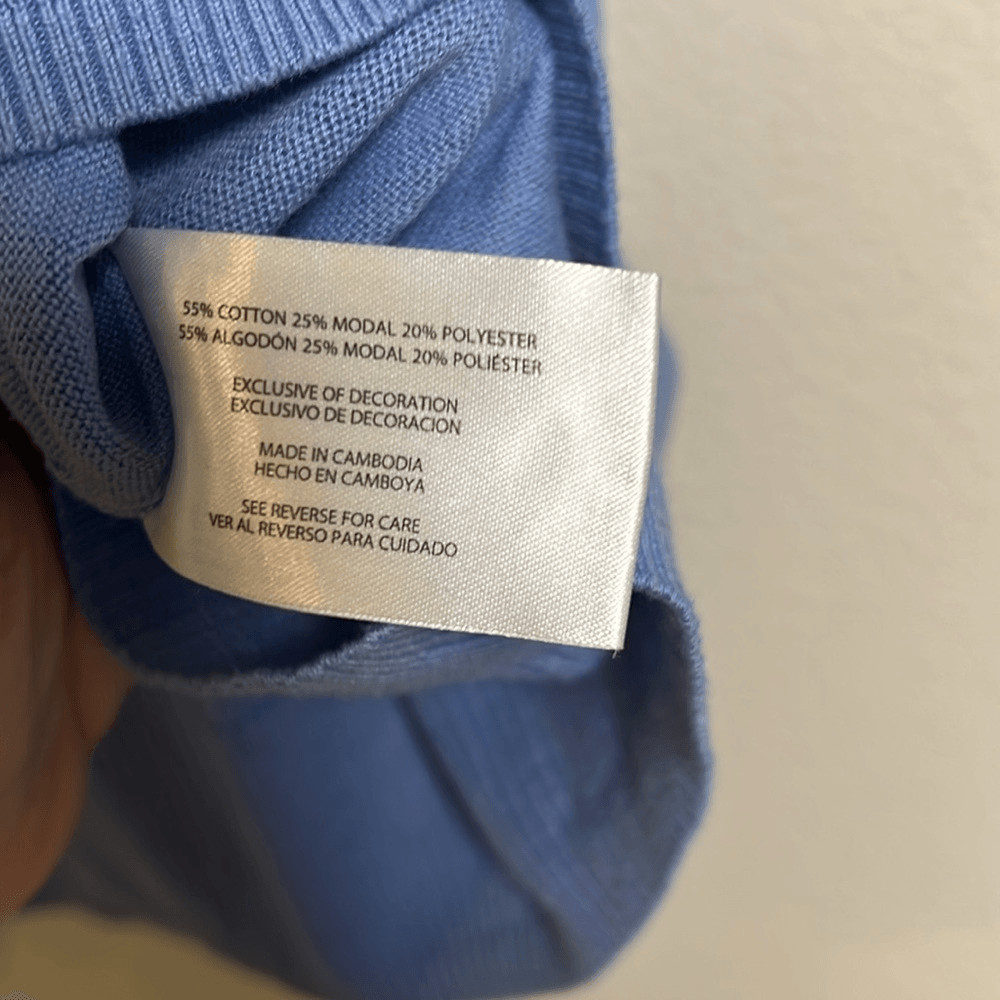 55% COTTON 25% MODAL 20% POLYESTER
55% ALGODÓN 25% MODAL 20% POLIÉSTER
EXCLUSIVE OF DECORATION
EXCLUSIVO DE DECORACION
MADE IN CAMBODIA
HECHO EN CAMBOYA
SEE REVERSE FOR CARE
VER AL REVERSO PARA CUIDADO